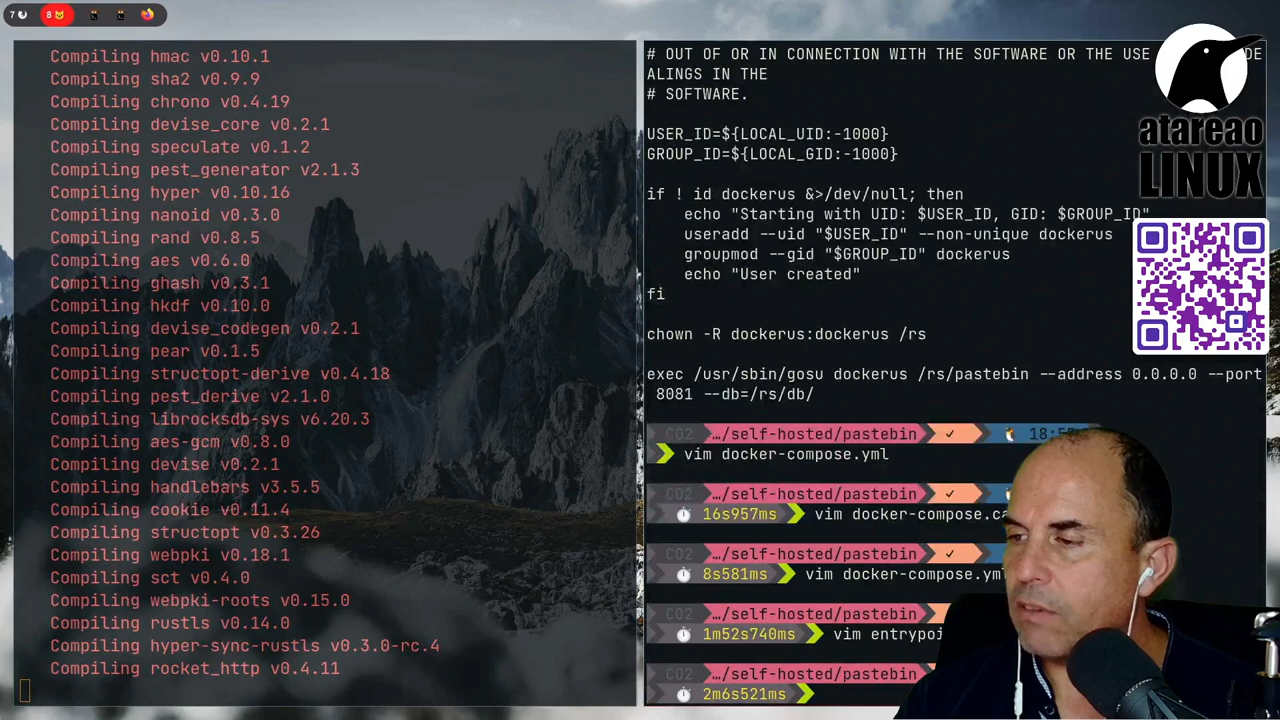 7
8
Compiling hmac v0.10.1
Compiling sha2 v0.9.9
Compiling chrono v0.4.19
Compiling devise_core v0.2.1
Compiling speculate v0.1.2
Compiling pest_generator v2.1.3
Compiling hyper v0.10.16
Compiling nanoid v0.3.0
Compiling rand v0.8.5
Compiling aes v0.6.0
Compiling ghash v0.3.1
Compiling hkdf v0.10.0
Compiling devise_codegen v0.2.1
Compiling pear v0.1.5
Compiling structopt-derive v0.4.18
Compiling pest_derive v2.1.0
Compiling librocksdb-sys v6.20.3
Compiling aes-gcm v0.8.0
Compiling devise v0.2.1
Compiling handlebars v3.5.5
Compiling cookie v0.11.4
Compiling structopt v0.3.26
Compiling webpki v0.18.1
Compiling sct v0.4.0
Compiling webpki-roots v0.15.0
Compiling rustls v0.14.0
Compiling hyper-sync-rustls v0.3.0-rc.4
Compiling rocket_http v0.4.11
# OUT OF OR IN CONNECTION WITH THE SOFTWARE OR THE USE DE
ALINGS IN THE
# SOFTWARE.
USER_ID=${LOCAL_UID:-1000}
GROUP_ID=${LOCAL_GID:-1000}
if ! id dockerus &>/dev/null; then
echo "Starting with UID: $USER_ID, GID: $GROUP_ID"
useradd --uid "$USER_ID" --non-unique dockerus
groupmod --gid "$GROUP_ID" dockerus
echo "User created"
fi
chown -R dockerus:dockerus /rs
exec /usr/sbin/gosu dockerus /rs/pastebin --address 0.0.0.0 --port
8081 --db=/rs/db/
CO2 …/self-hosted/pastebin ✓ 18:5
vim docker-compose.yml
CO2 …/self-hosted/pastebin ✓
16s957ms vim docker-compose.ca
CO2 …/self-hosted/pastebin ✓
8s581ms vim docker-compose.yml
CO2 …/self-hosted/pastebin
1m52s740ms vim entrypoi
CO2 …/self-hosted/pastebin
2m6s521ms
atareao
LINUX